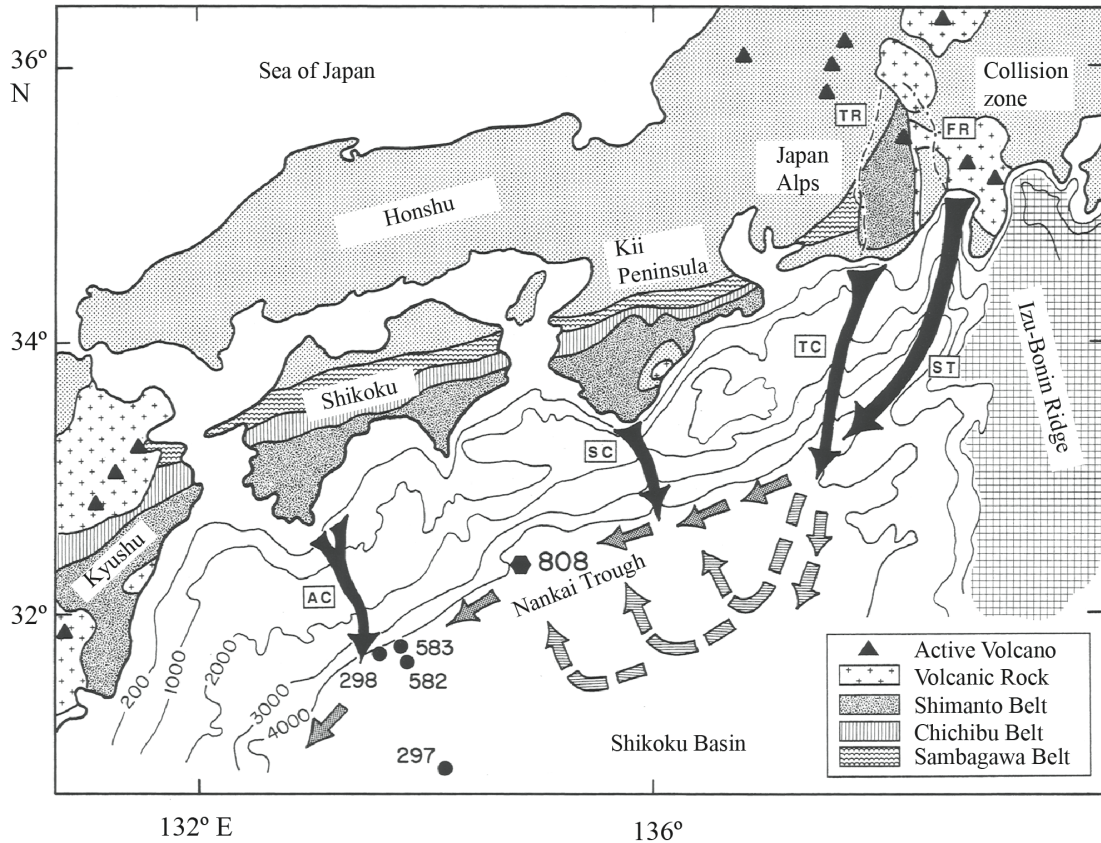 36º
N
34º
32º
132º E
136º
Sea of Japan
Collision
zone
TR
FR
Japan
Alps
Honshu
Kii
Peninsula
Izu-Bonin Ridge
TC
ST
Shikoku
SC
Kyushu
808
Nankai Trough
AC
583
298
582
200
1000
2000
3000
4000
297
Shikoku Basin
Active Volcano
Volcanic Rock
Shimanto Belt
Chichibu Belt
Sambagawa Belt